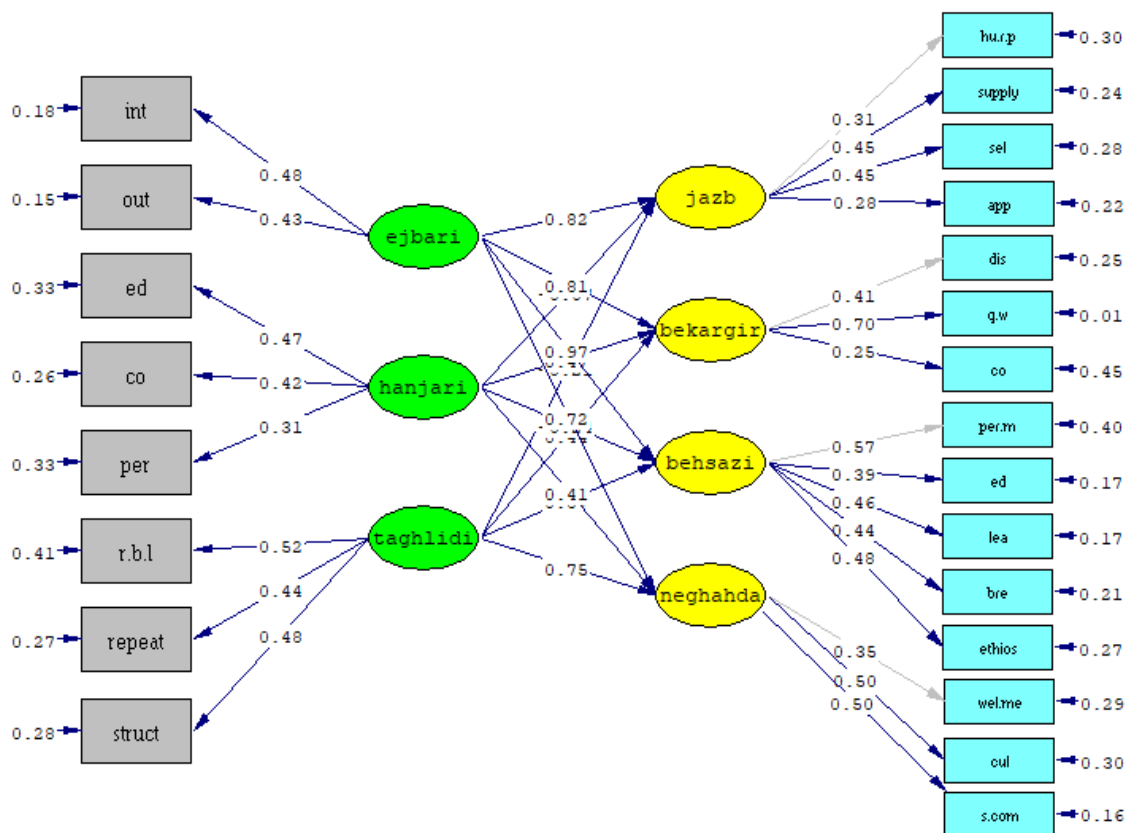 0.18
int
0.15
out
0.33
ed
0.26
co
0.33
per
0.41
r.b.l
0.27
repeat
0.28
struct
0.48
0.43
0.47
0.42
0.31
0.52
0.44
0.48
ejbari
hanjari
taghlidi
0.82
0.81
0.97
0.72
0.41
0.75
jazb
bekargir
behsazi
neghahda
0.31
0.45
0.45
0.28
0.41
0.70
0.25
0.57
0.39
0.46
0.44
0.48
0.35
0.50
0.50
hu.r.p
0.30
supply
0.24
sel
0.28
app
0.22
dis
0.25
q.w
0.01
co
0.45
per.m
0.40
ed
0.17
lea
0.17
bre
0.21
ethios
0.27
wel.me
0.29
cul
0.30
s.com
0.16